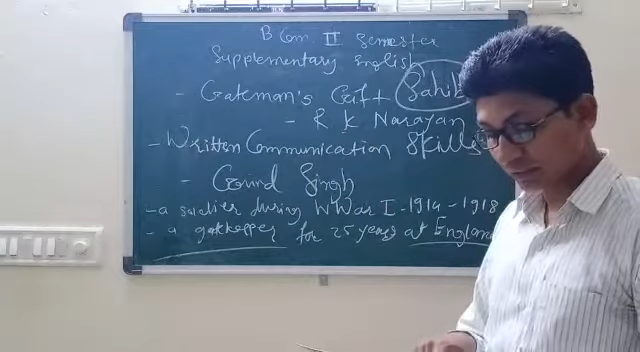 B Com. II Semester
Supplementary English
- Gateman's Gift Sahib
- R K Narayan
- Written Communication Skills
- Govind Singh
- a soldier during W War I - 1914 - 1918
- a gatekeeper for 25 years at England